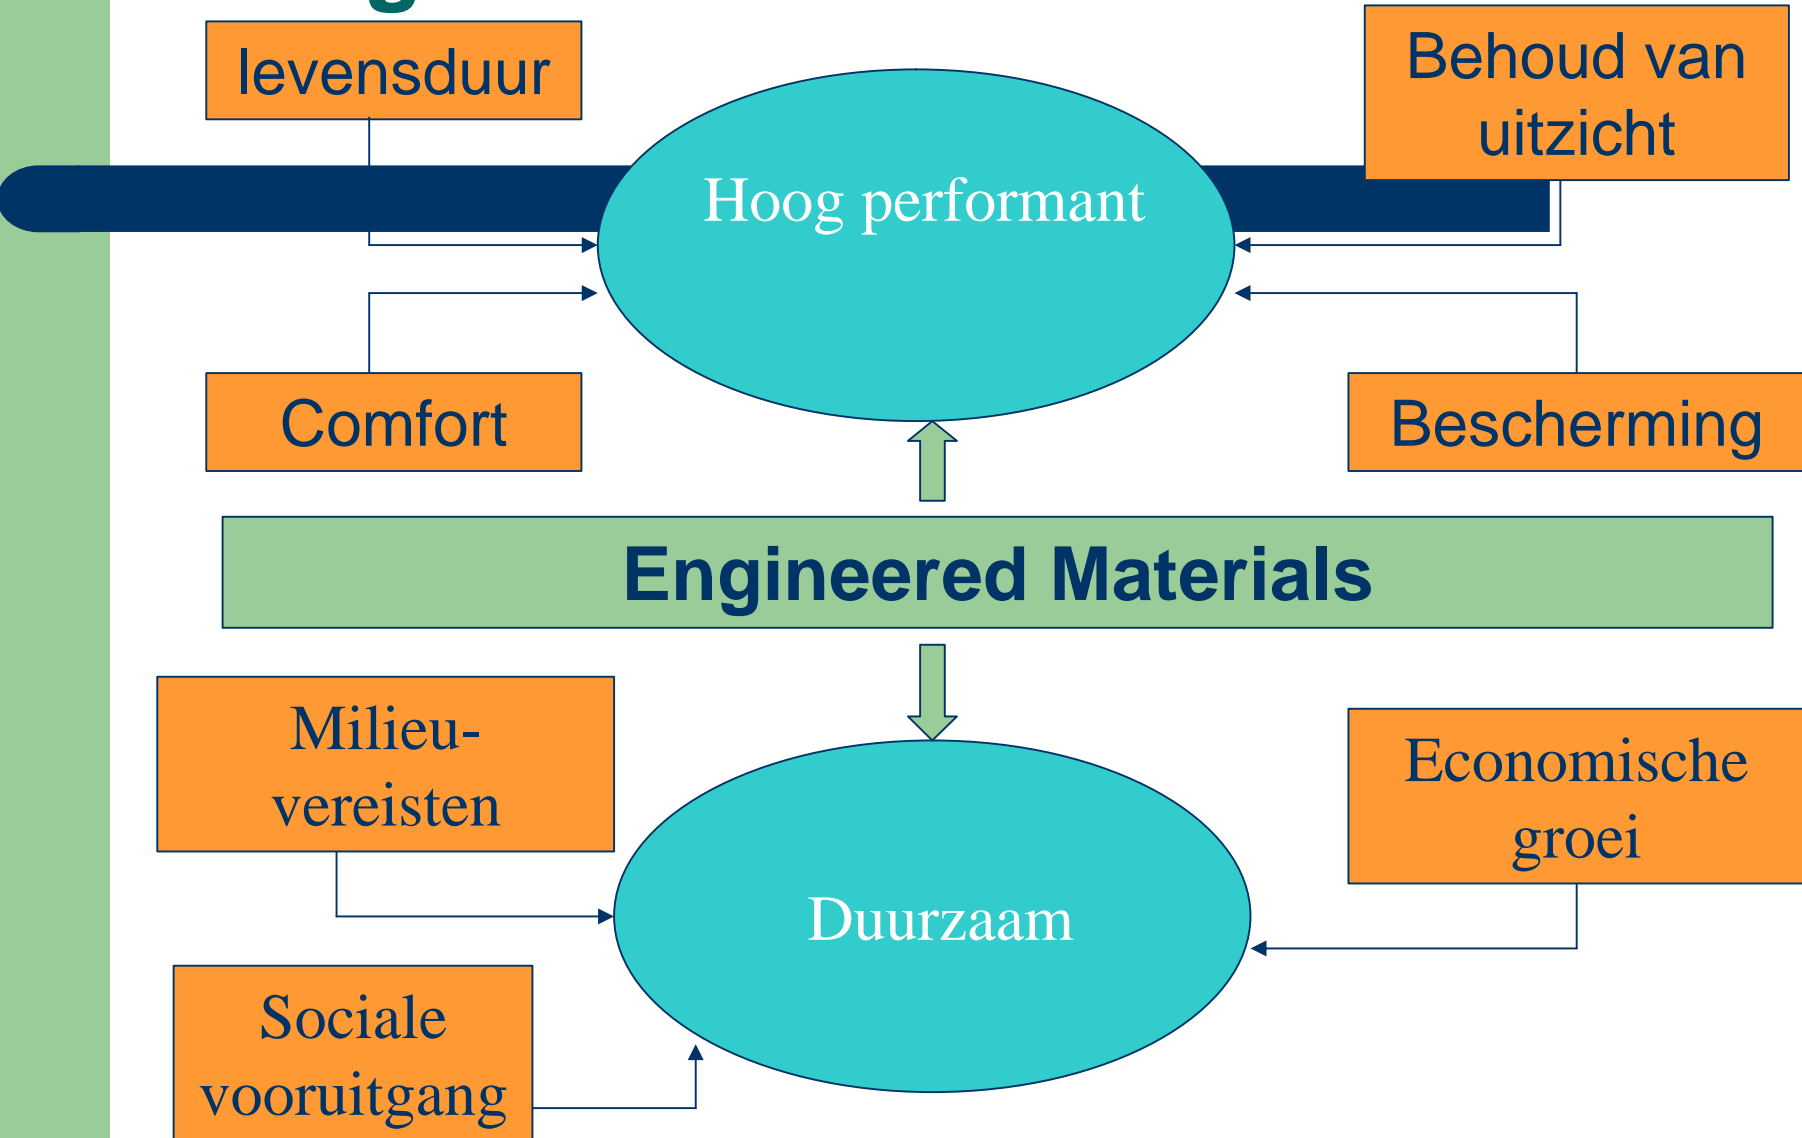 levensduur
Behoud van
uitzicht
Hoog performant
Comfort
Bescherming
Engineered Materials
Milieu-
vereisten
Economische
groei
Duurzaam
Sociale
vooruitgang